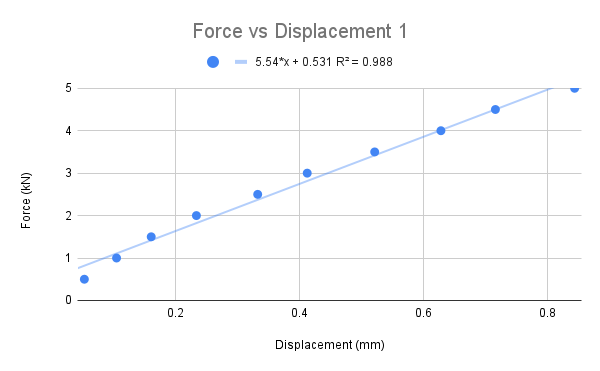 Force vs Displacement 1
5.54*x + 0.531 R² = 0.988
5
4
3
2
1
0
Force (kN)
0.2 0.4 0.6 0.8
Displacement (mm)